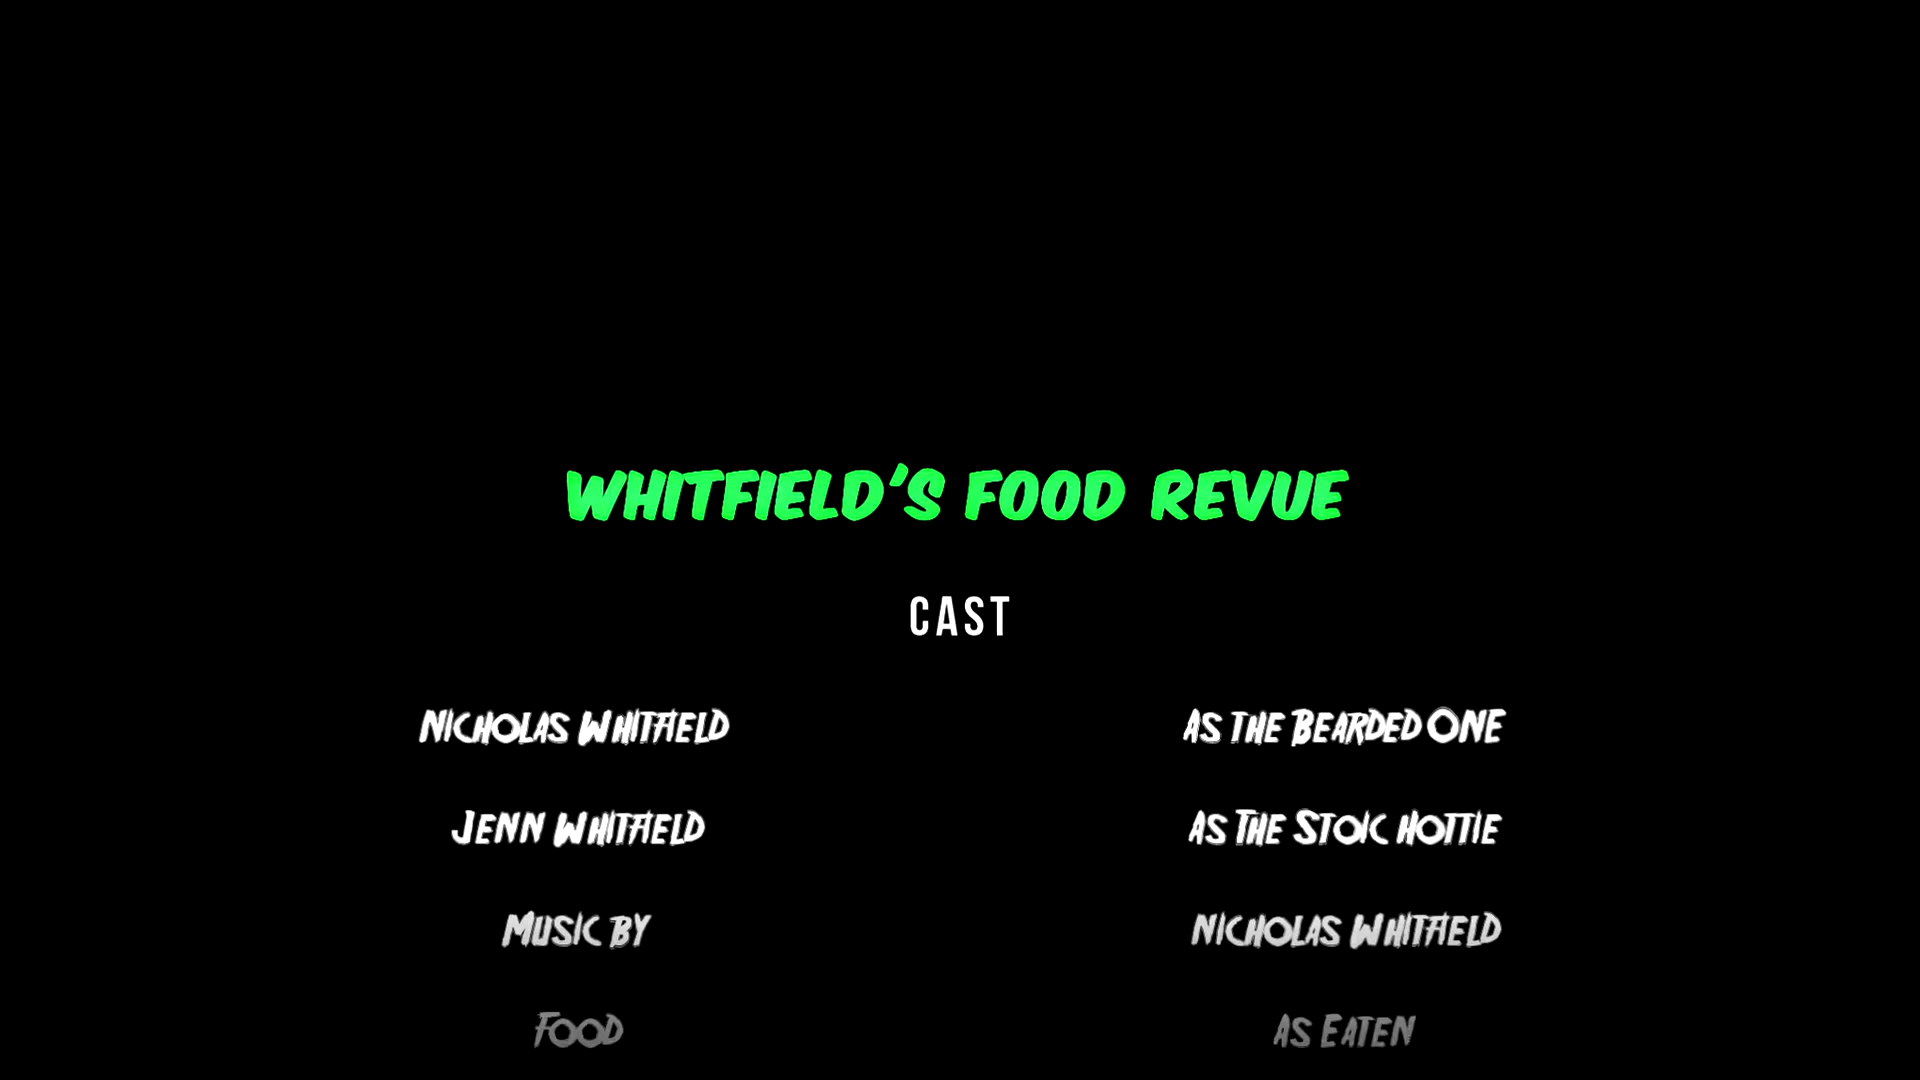 WHITFIELD'S FOOD REVUE
CAST
NICHOLAS WHITFIELD AS THE BEARDED ONE
JENN WHITFIELD AS THE STOIC HOTTIE
MUSIC BY NICHOLAS WHITFIELD
FOOD AS EATEN